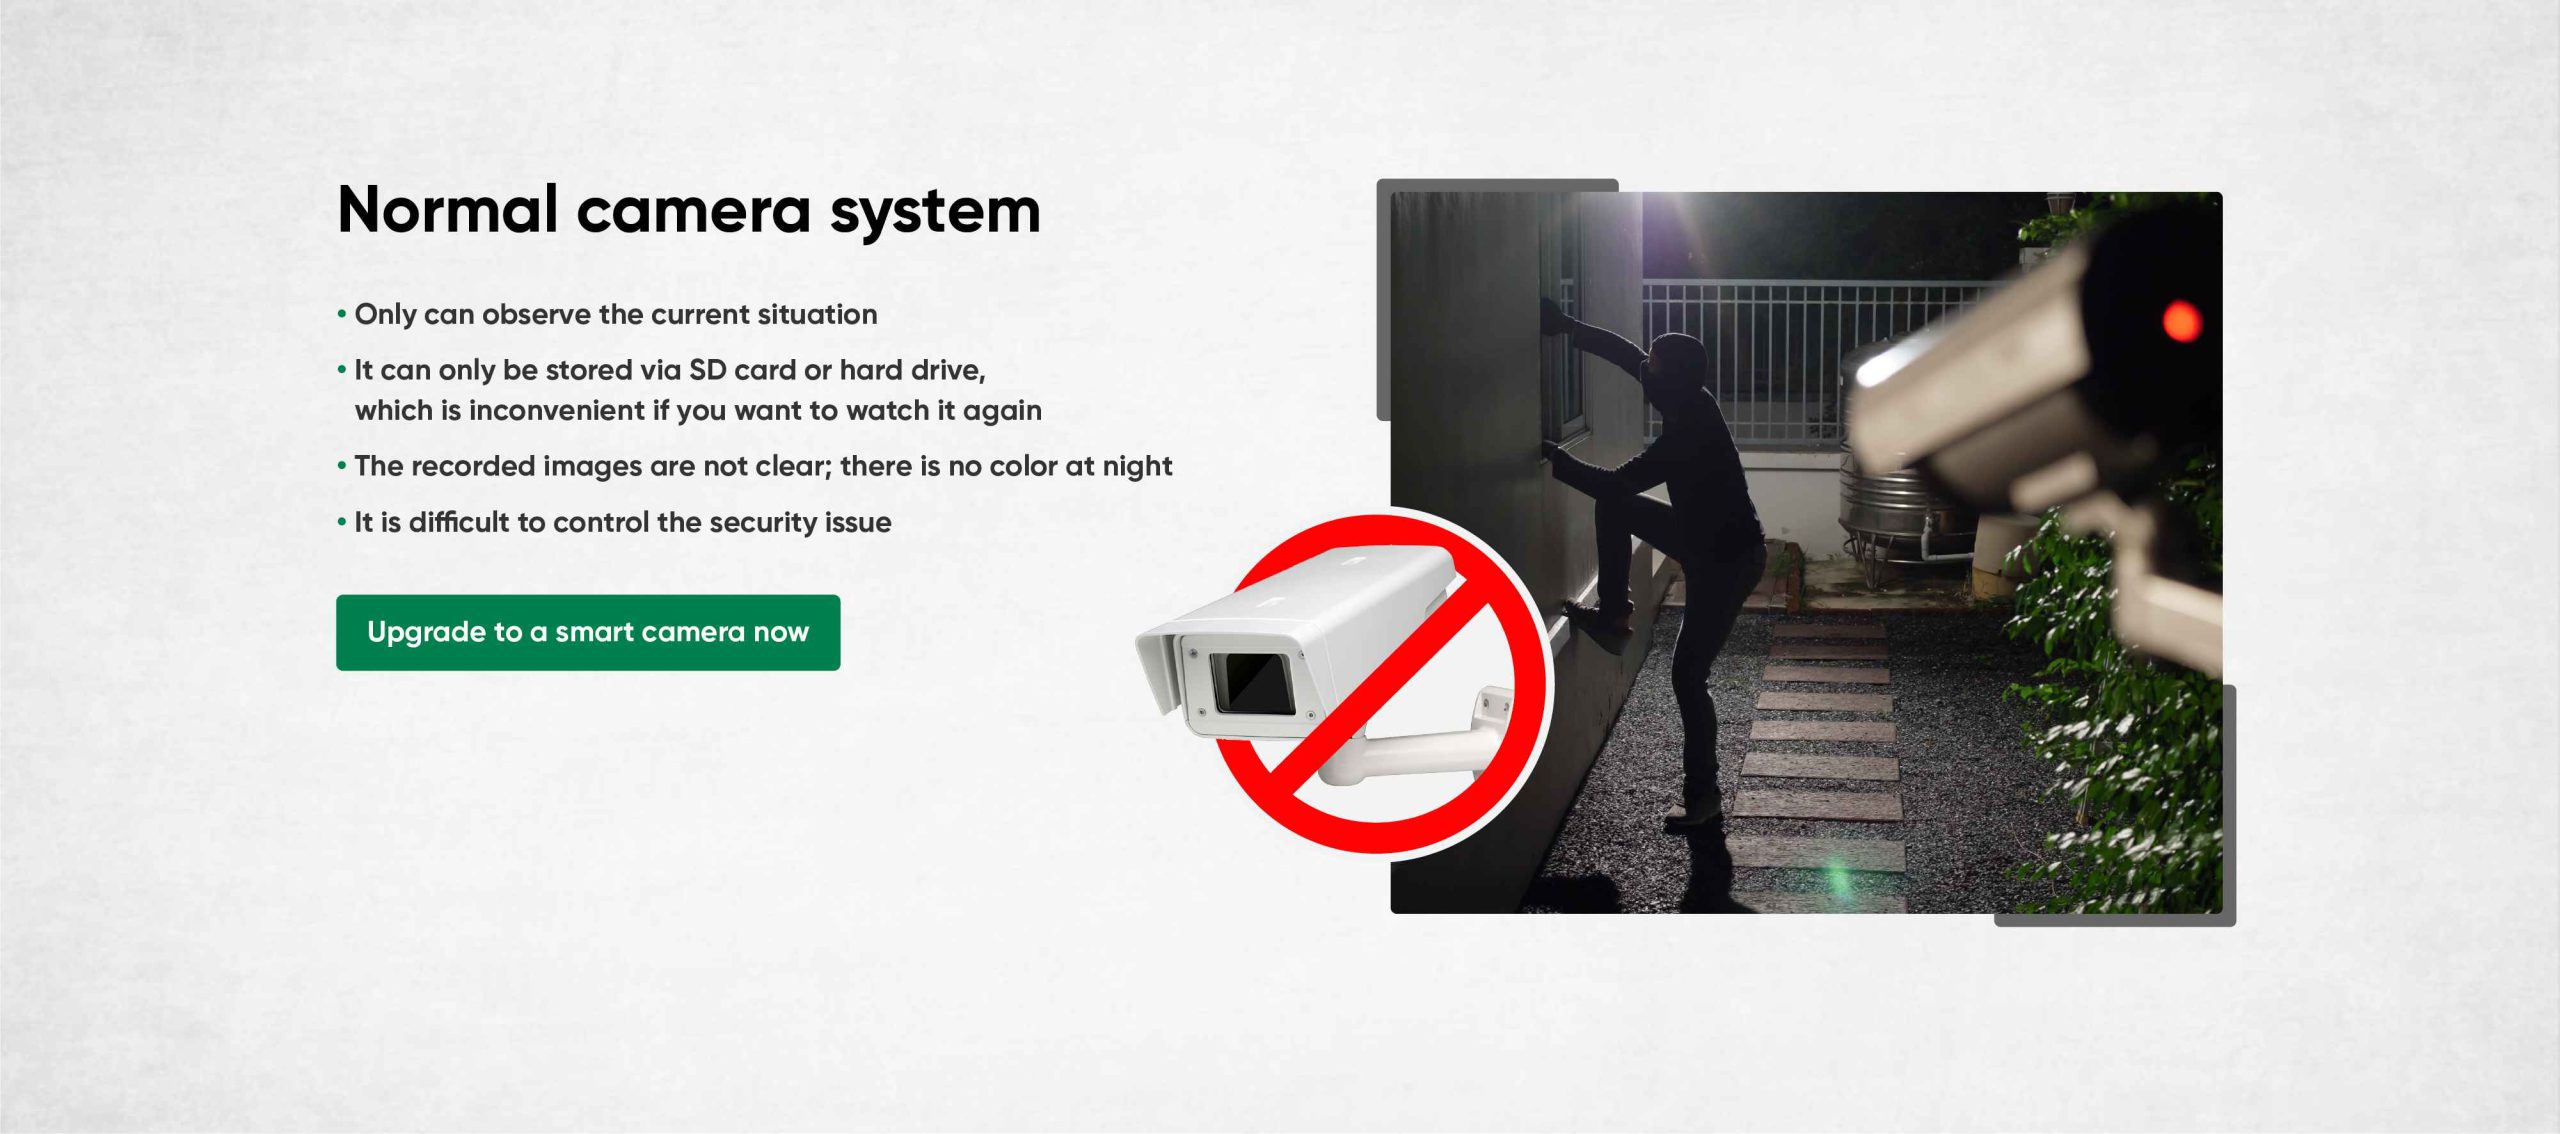 Normal camera system
• Only can observe the current situation
• It can only be stored via SD card or hard drive,
which is inconvenient if you want to watch it again
• The recorded images are not clear; there is no color at night
• It is difficult to control the security issue
Upgrade to a smart camera now